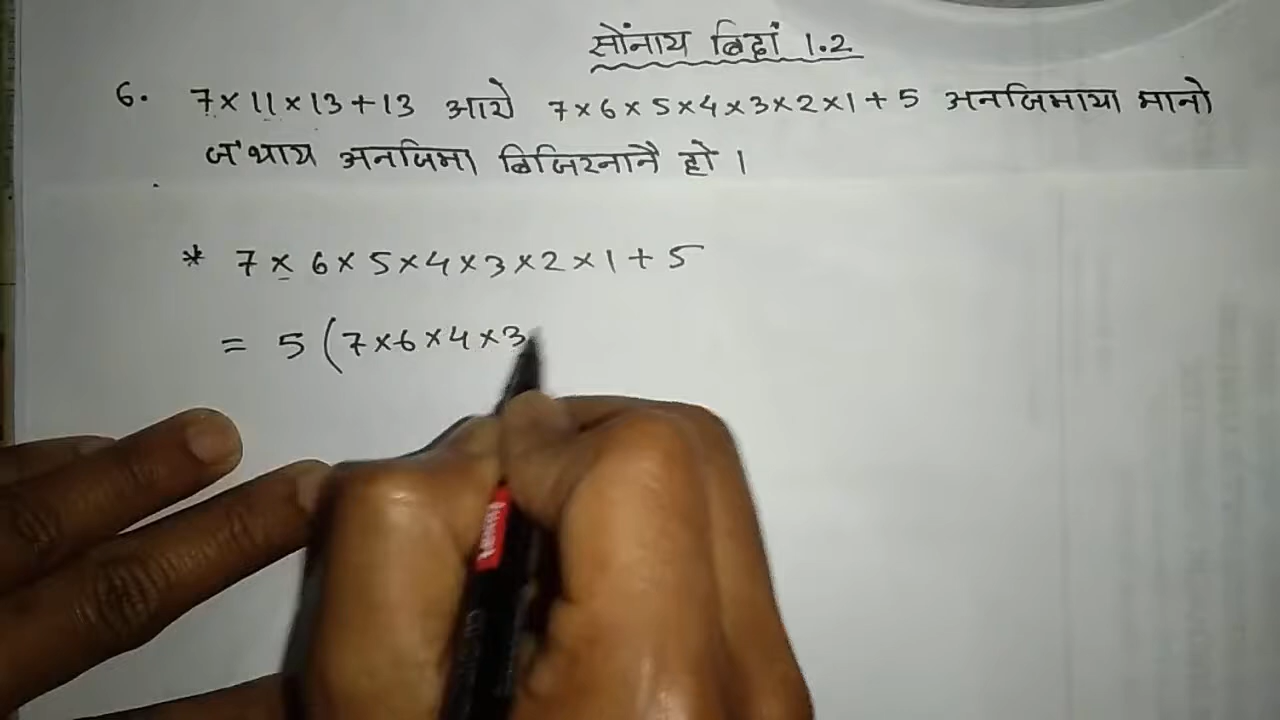 सोंनाय बिदां 1.2
6. 7×11×13+13 आरो 7×6×5×4×3×2×1+5 अनजिमाया मानो
ज'थाय अनजिमा बिजिरनानै हो।
* 7×6×5×4×3×2×1+5
= 5(7×6×4×3